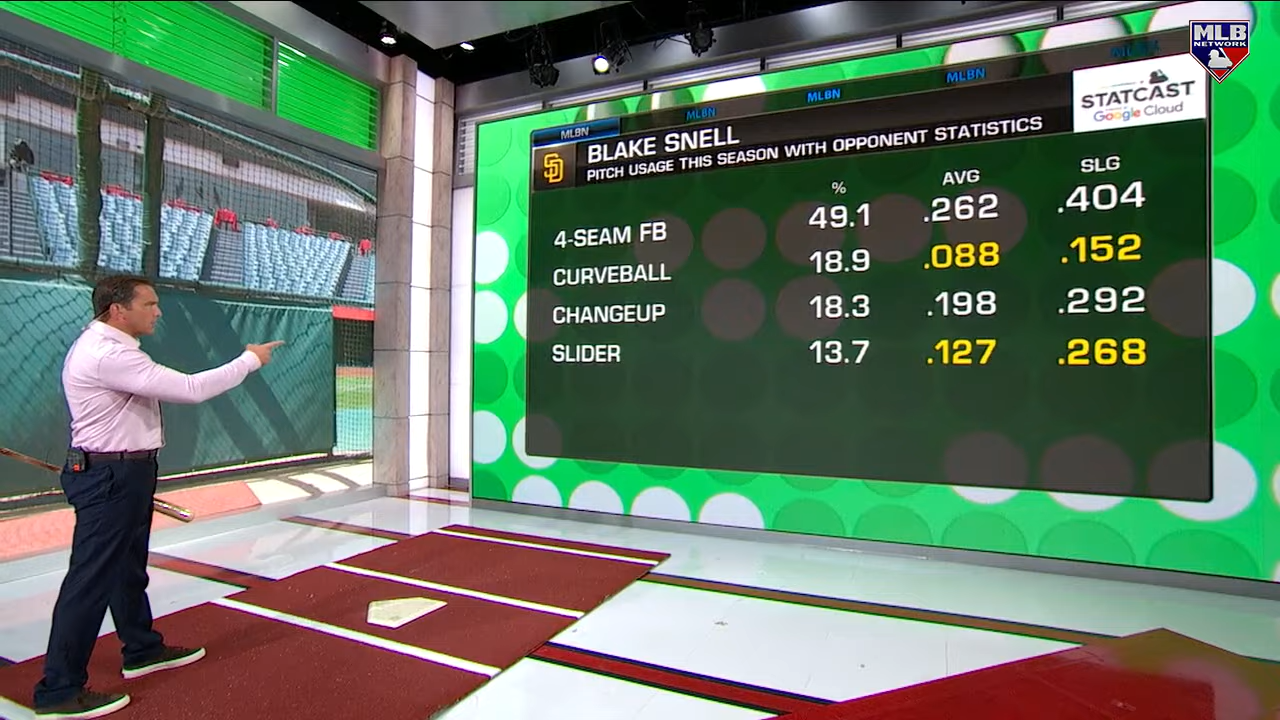 MLB
NETWORK
MLBN
MLBN
MLBN
MLBN
STATCAST
Google Cloud
SD
BLAKE SNELL
PITCH USAGE THIS SEASON WITH OPPONENT STATISTICS
% AVG SLG
4-SEAM FB 49.1 .262 .404
CURVEBALL 18.9 .088 .152
CHANGEUP 18.3 .198 .292
SLIDER 13.7 .127 .268